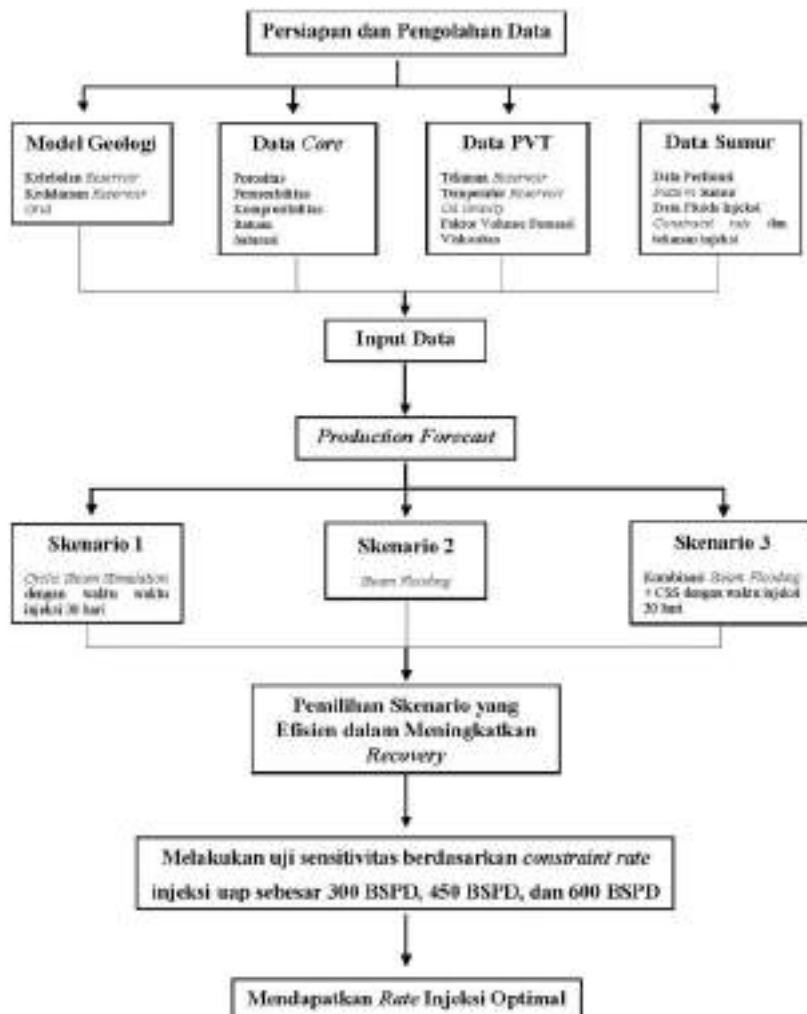 Persiapan dan Pengolahan Data
Model Geologi
Ketebalan Reservoir
Kedalaman Reservoir
Grid
Data Core
Porositas
Permeabilitas
Kompresibilitas
Batuan
Saturasi
Data PVT
Tekanan Reservoir
Temperatur Reservoir
Oil Gravity
Faktor Volume Formasi
Viskositas
Data Sumur
Data Perforasi
Pattern Sumur
Data Fluida Injeksi
Constraint rate dan
tekanan injeksi
Input Data
Production Forecast
Skenario 1
Cyclic Steam Stimulation
dengan waktu waktu
injeksi 30 hari
Skenario 2
Steam Flooding
Skenario 3
Kombinasi Steam Flooding
+ CSS dengan waktu injeksi
20 hari
Pemilihan Skenario yang
Efisien dalam Meningkatkan
Recovery
Melakukan uji sensitivitas berdasarkan constraint rate
injeksi uap sebesar 300 BSPD, 450 BSPD, dan 600 BSPD
Mendapatkan Rate Injeksi Optimal